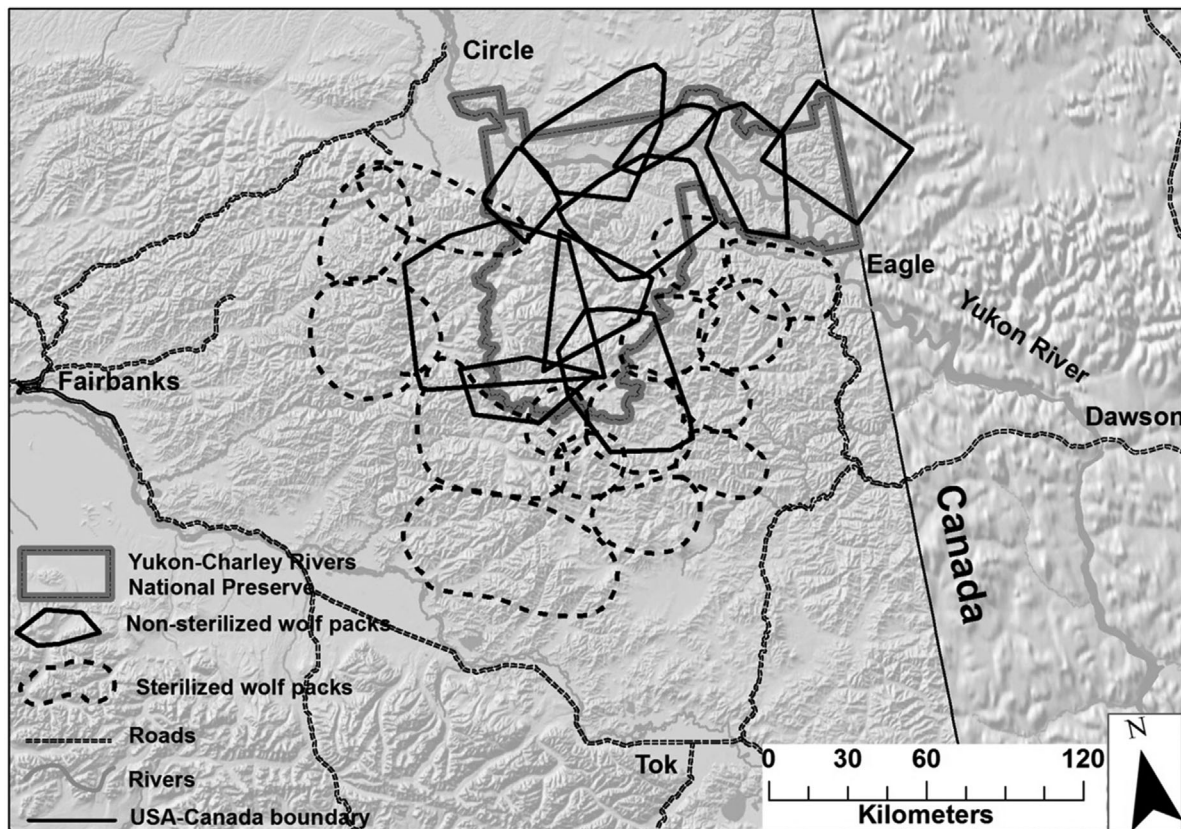 Circle
Eagle
Yukon River
Fairbanks
Dawson
Canada
Yukon-Charley Rivers
National Preserve
Non-sterilized wolf packs
Sterilized wolf packs
Roads
Rivers
USA-Canada boundary
Tok
N
0 30 60 120
Kilometers